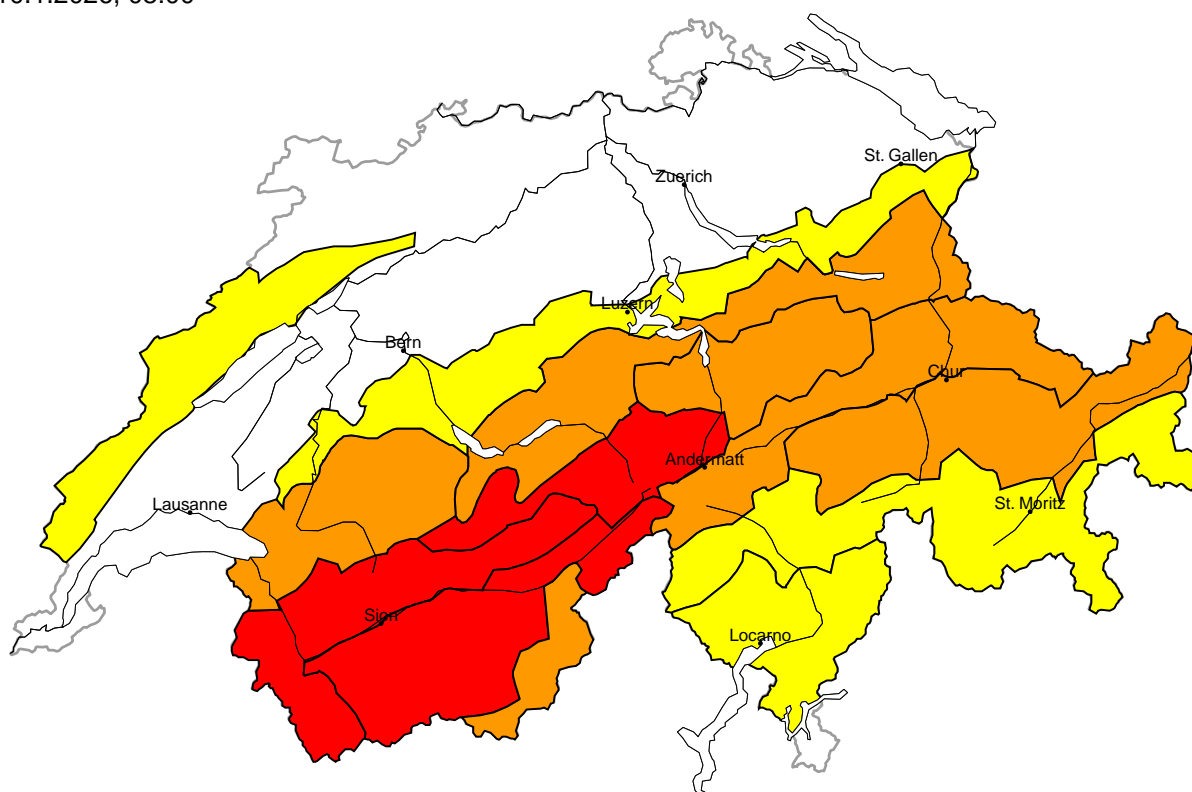 St. Gallen
Zuerich
Luzern
Bern
Chur
Andermatt
Lausanne
St. Moritz
Sion
Locarno